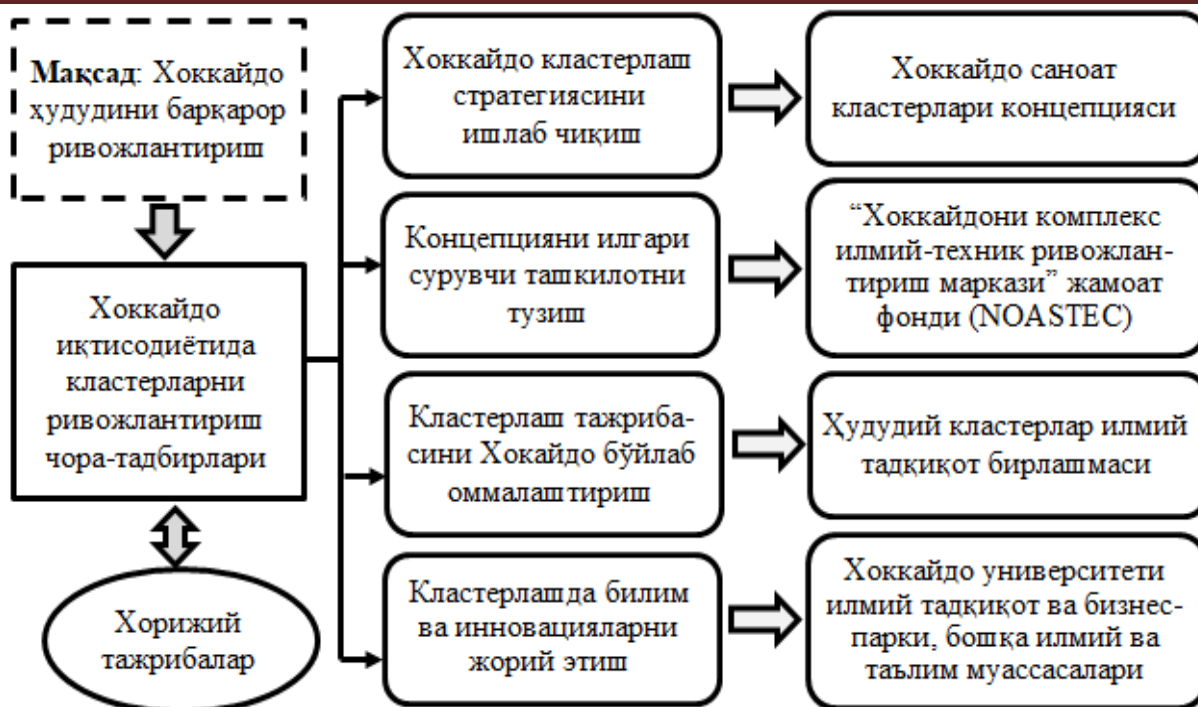 Мақсад: Хоккайдо
ҳудудини барқарор
ривожлантириш
Хоккайдо
иқтисодиётида
кластерларни
ривожлантириш
чора-тадбирлари
Хорижий
тажрибалар
Хоккайдо кластерлаш
стратегиясини
ишлаб чиқиш
Хоккайдо саноат
кластерлари концепцияси
Концепцияни илгари
сурувчи ташкилотни
тузиш
“Хоккайдони комплекс
илмий-техник ривожлан-
тириш маркази” жамоат
фонди (NOASTEC)
Кластерлаш тажриба-
сини Хокайдо бўйлаб
оммалаштириш
Ҳудудий кластерлар илмий
тадқиқот бирлашмаси
Кластерлашда билим
ва инновацияларни
жорий этиш
Хоккайдо университети
илмий тадқиқот ва бизнес-
парки, бошқа илмий ва
таълим муассасалари